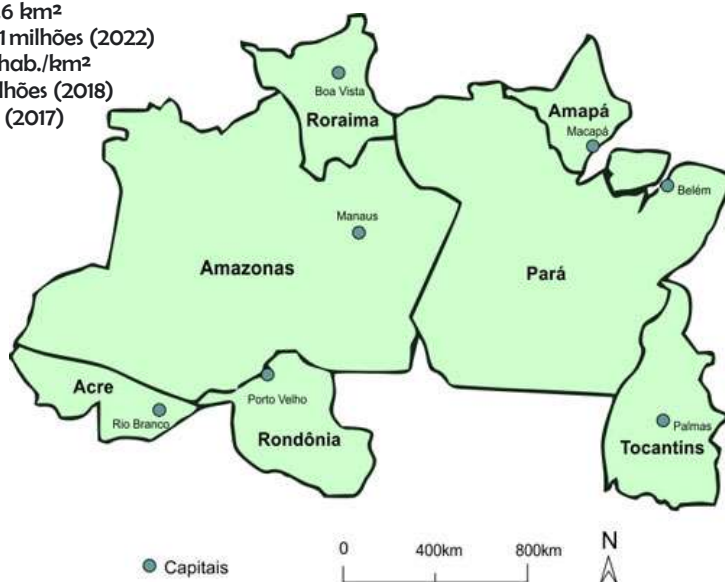 6 km²
1 milhões (2022)
hab./km²
lhões (2018)
(2017)
Boa Vista
Roraima
Amapá
Macapá
Belém
Manaus
Amazonas
Pará
Acre
Rio Branco
Porto Velho
Rondônia
Palmas
Tocantins
Capitais
0 400km 800km
N